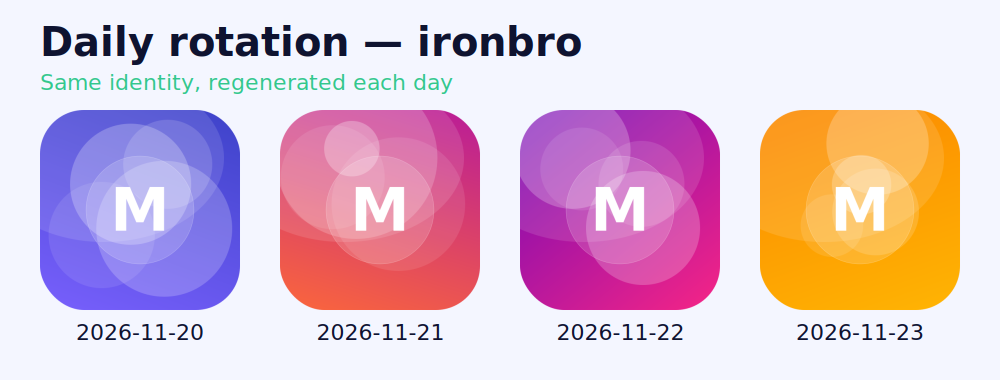 Daily rotation — ironbro
Same identity, regenerated each day
M M M M
2026-11-20 2026-11-21 2026-11-22 2026-11-23